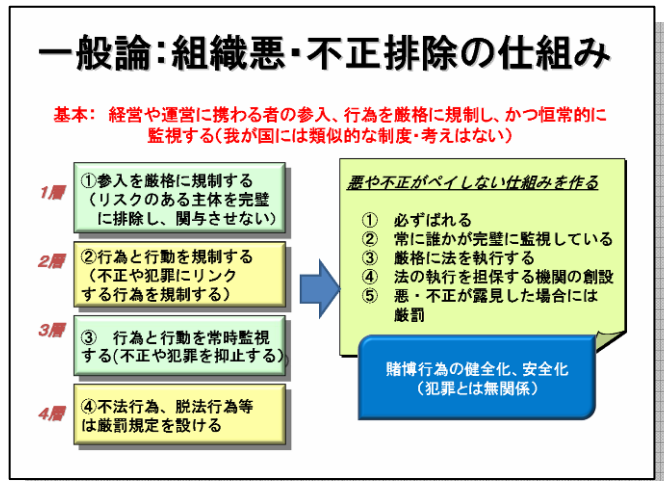 一般論：組織悪・不正排除の仕組み
基本： 経営や運営に携わる者の参入、行為を厳格に規制し、かつ恒常的に
監視する（我が国には類似的な制度・考えはない）
1層
①参入を厳格に規制する
（リスクのある主体を完璧
に排除し、関与させない）
2層
②行為と行動を規制する
（不正や犯罪にリンク
する行為を規制する）
3層
③ 行為と行動を常時監視
する(不正や犯罪を抑止する)
4層
④不法行為、脱法行為等
は厳罰規定を設ける
悪や不正がペイしない仕組みを作る
① 必ずばれる
② 常に誰かが完璧に監視している
③ 厳格に法を執行する
④ 法の執行を担保する機関の創設
⑤ 悪・不正が露見した場合には
厳罰
賭博行為の健全化、安全化
（犯罪とは無関係）